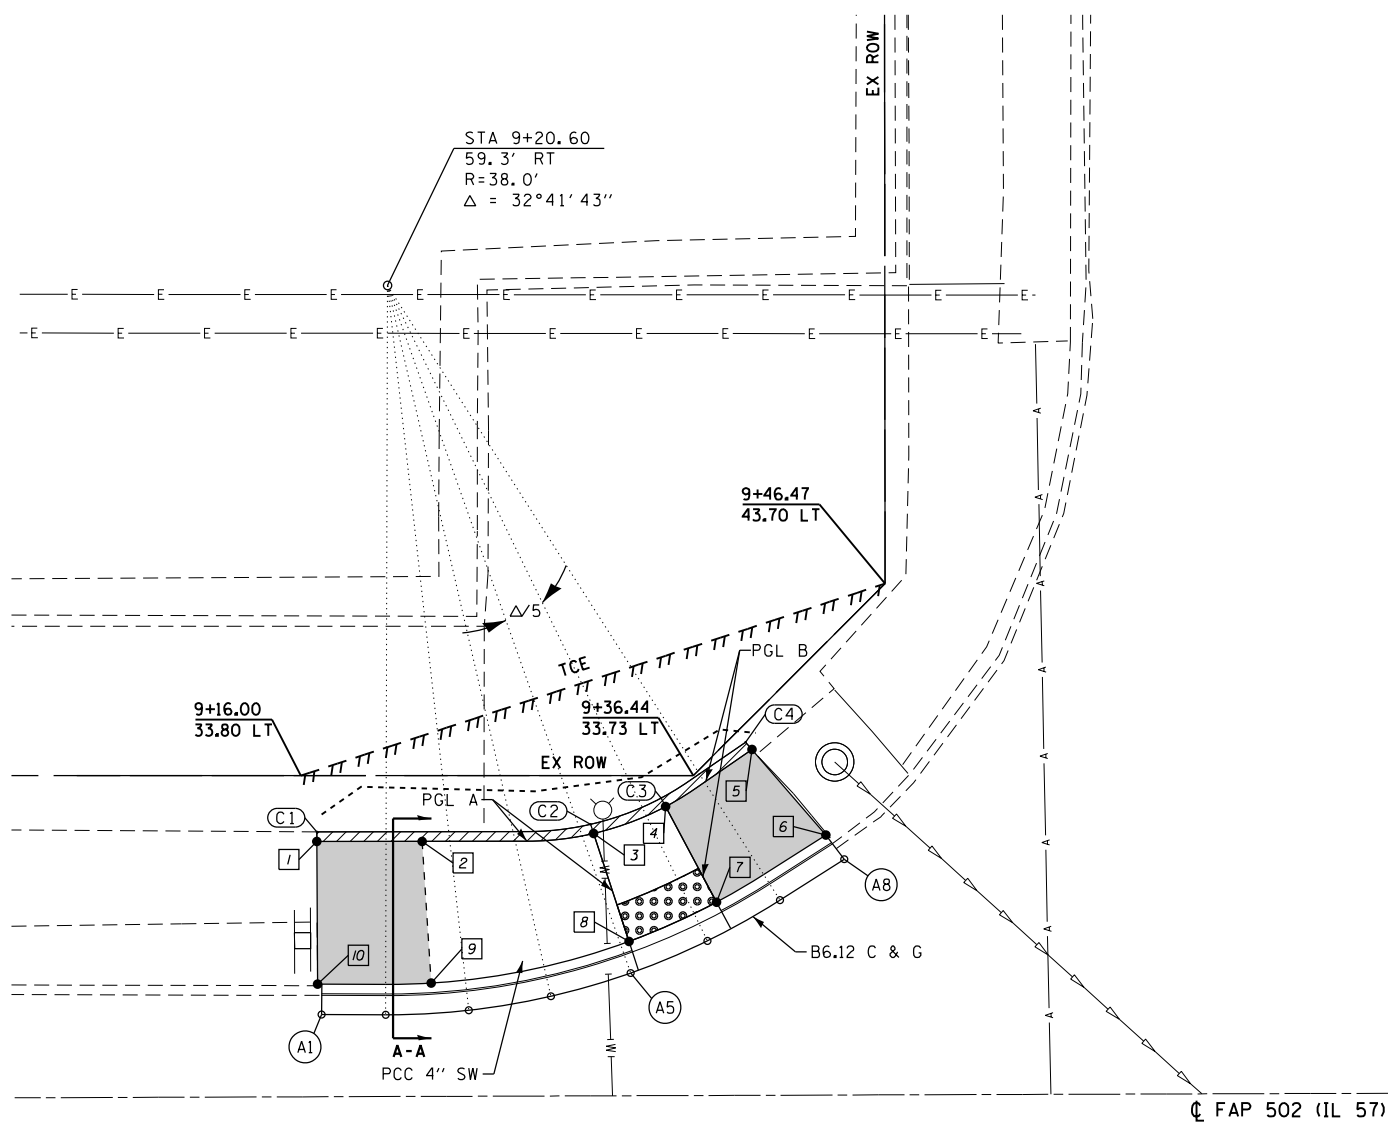 EX ROW
STA 9+20.60
59.3' RT
R=38.0'
△ = 32°41'43"
E E E E E E E E E E E E
E E E E E E E E E E E E
A
9+46.47
43.70 LT
A
A
△/5
PGL B
TCE
A
9+16.00
33.80 LT
9+36.44
33.73 LT
C4
A
EX ROW
PGL A
C3
C2
C1
5
4
6
1
2
3
W
7
A8
8
A
B6.12 C & G
10
9
A5
A
A1
A-A
W
PCC 4" SW
℄ FAP 502 (IL 57)